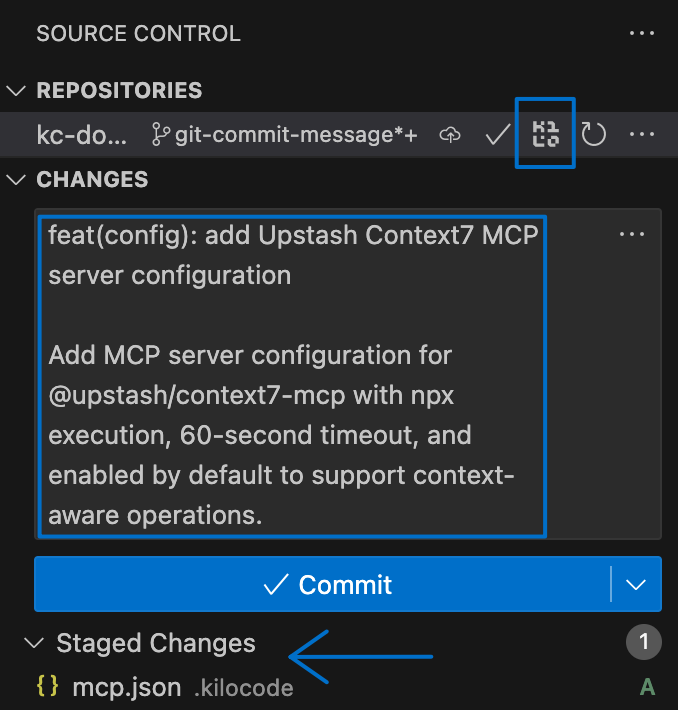 SOURCE CONTROL
REPOSITORIES
kc-do... git-commit-message*+
CHANGES
feat(config): add Upstash Context7 MCP
server configuration
Add MCP server configuration for
@upstash/context7-mcp with npx
execution, 60-second timeout, and
enabled by default to support context-
aware operations.
Commit
Staged Changes 1
{} mcp.json .kilocode A